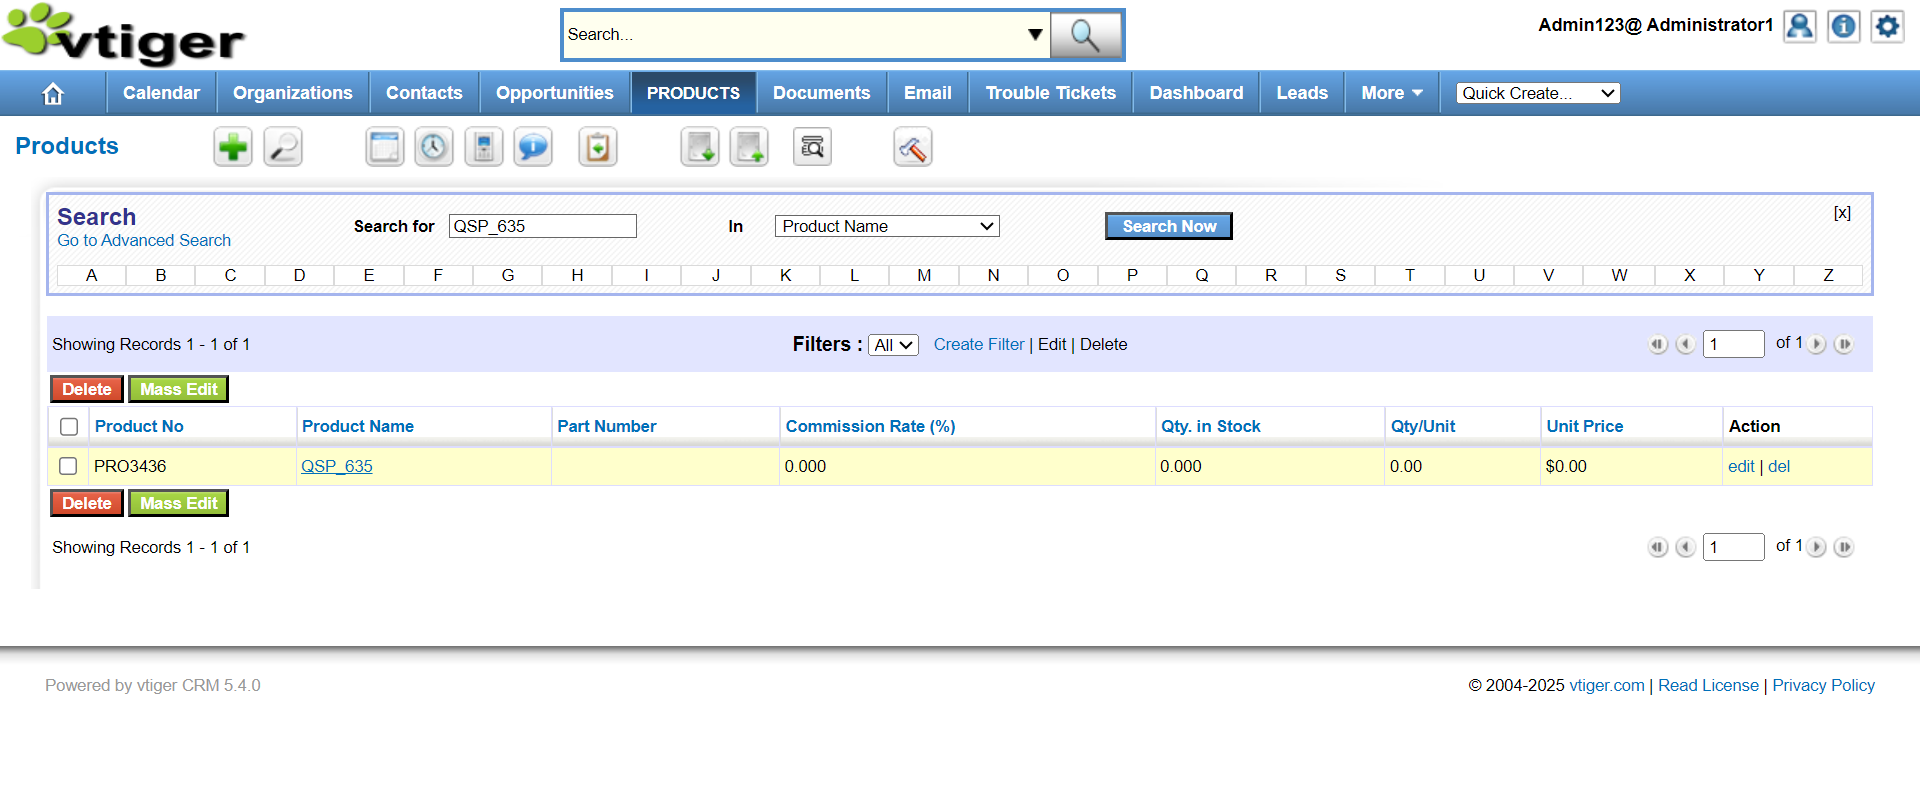 vtiger
Search...
Admin123@ Administrator1
Calendar Organizations Contacts Opportunities PRODUCTS Documents Email Trouble Tickets Dashboard Leads More Quick Create...
Products
Search
Go to Advanced Search
Search for QSP_635 In Product Name Search Now [x]
A B C D E F G H I J K L M N O P Q R S T U V W X Y Z
Showing Records 1 - 1 of 1 Filters : All Create Filter | Edit | Delete 1 of 1
Delete Mass Edit
Product No Product Name Part Number Commission Rate (%) Qty. in Stock Qty/Unit Unit Price Action
PRO3436 QSP_635 0.000 0.000 0.00 $0.00 edit | del
Delete Mass Edit
Showing Records 1 - 1 of 1 1 of 1
Powered by vtiger CRM 5.4.0 © 2004-2025 vtiger.com | Read License | Privacy Policy